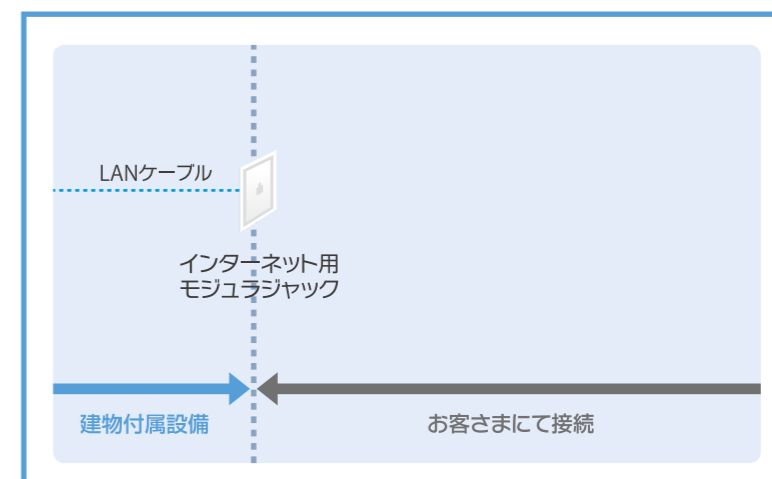 LANケーブル
インターネット用
モジュラジャック
建物付属設備
お客さまにて接続